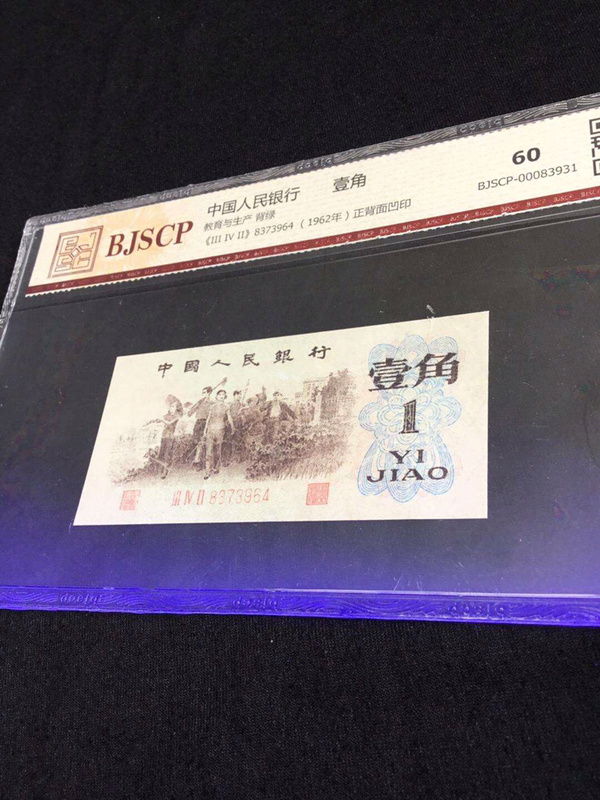 BJSCP
中国人民银行 壹角
教育与生产 背绿
《III IV II》8373964 （1962年）正背面凹印
60
BJSCP-00083931
中國人民銀行
壹角
1
YI
JIAO
III IV II 8373964